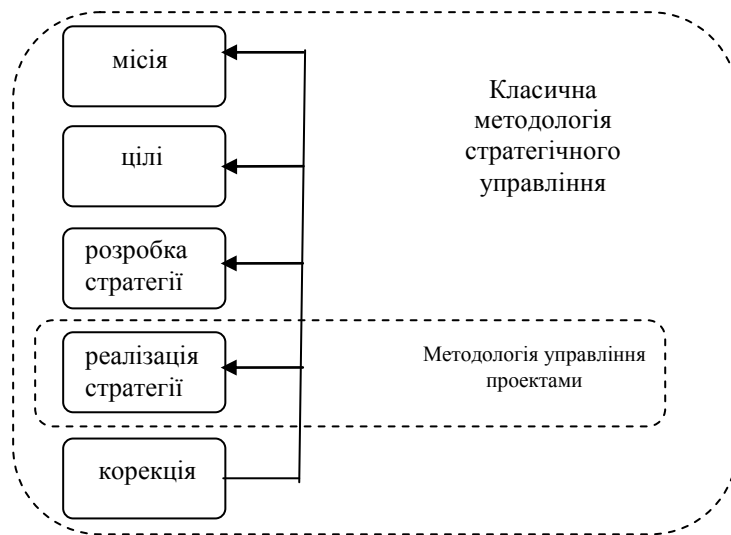 місія
Класична
методологія
стратегічного
управління
цілі
розробка
стратегії
реалізація
стратегії
Методологія управління
проектами
корекція